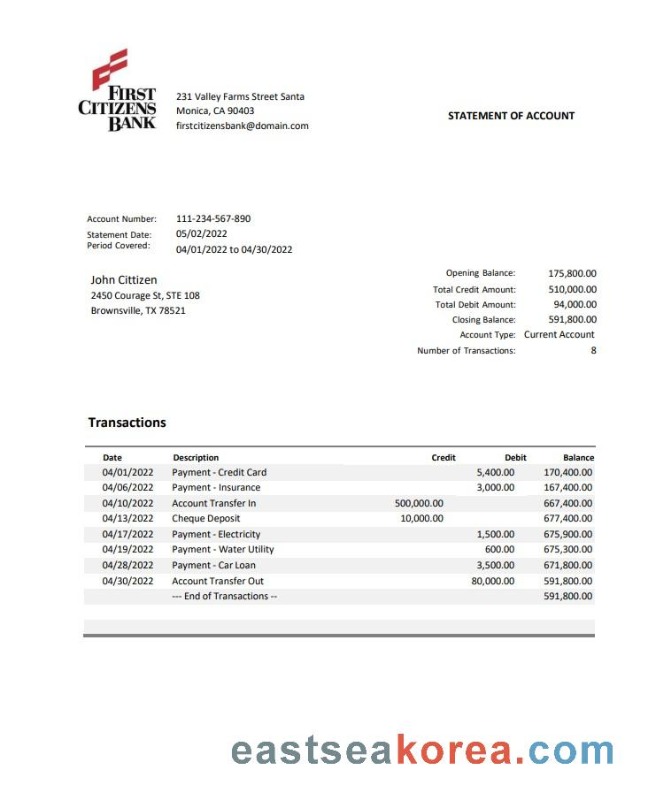 FIRST
CITIZENS
BANK
231 Valley Farms Street Santa
Monica, CA 90403
firstcitizensbank@domain.com
STATEMENT OF ACCOUNT
Account Number: 111-234-567-890
Statement Date: 05/02/2022
Period Covered: 04/01/2022 to 04/30/2022
John Cittizen
2450 Courage St, STE 108
Brownsville, TX 78521
Opening Balance: 175,800.00
Total Credit Amount: 510,000.00
Total Debit Amount: 94,000.00
Closing Balance: 591,800.00
Account Type: Current Account
Number of Transactions: 8
Transactions
Date Description Credit Debit Balance
04/01/2022 Payment - Credit Card 5,400.00 170,400.00
04/06/2022 Payment - Insurance 3,000.00 167,400.00
04/10/2022 Account Transfer In 500,000.00 667,400.00
04/13/2022 Cheque Deposit 10,000.00 677,400.00
04/17/2022 Payment - Electricity 1,500.00 675,900.00
04/19/2022 Payment - Water Utility 600.00 675,300.00
04/28/2022 Payment - Car Loan 3,500.00 671,800.00
04/30/2022 Account Transfer Out 80,000.00 591,800.00
--- End of Transactions -- 591,800.00
eastseakorea.com